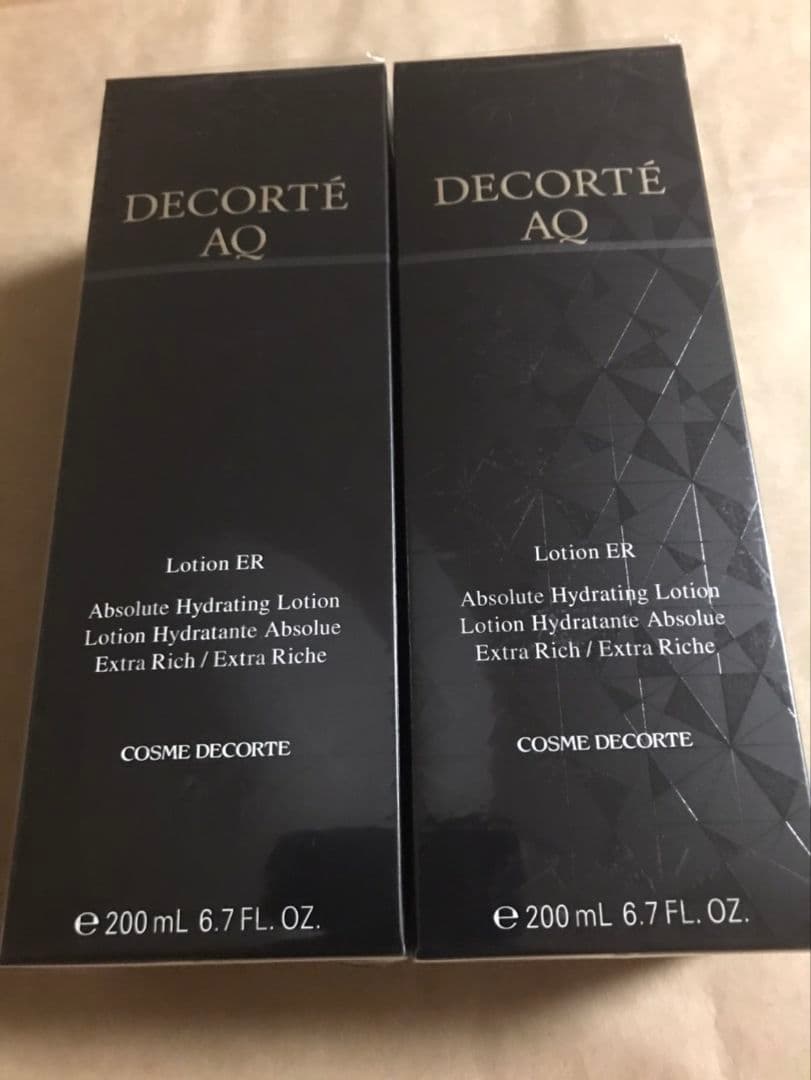 DECORTÉ
AQ
Lotion ER
Absolute Hydrating Lotion
Lotion Hydratante Absolue
Extra Rich / Extra Riche
COSME DECORTE
℮ 200 mL 6.7 FL. OZ.
DECORTÉ
AQ
Lotion ER
Absolute Hydrating Lotion
Lotion Hydratante Absolue
Extra Rich / Extra Riche
COSME DECORTE
℮ 200 mL 6.7 FL. OZ.